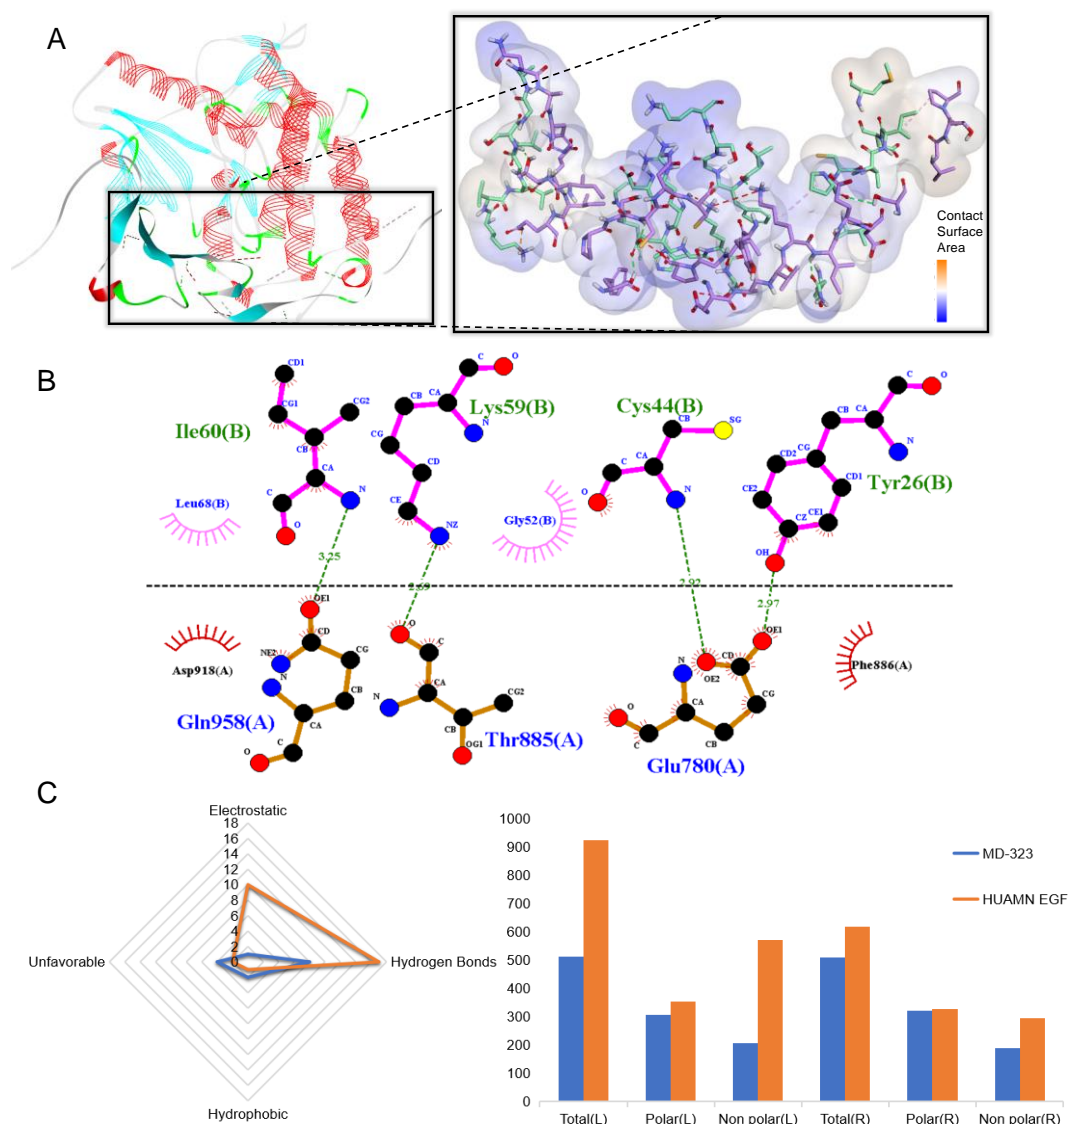 A
Contact
Surface
Area
B
CD1
C
O
CG1
CG2
CB
CA
Lys59(B)
Cys44(B)
CB
SG
C
O
CB
CA
Ile60(B)
CB
N
CG
C
CA
CD2
CG
N
CA
CD
CD1
Tyr26(B)
Leu68(B)
C
N
CE
O
N
CE2
O
NZ
Gly52(B)
CZ
CE1
OH
3.25
2.92
2.97
OE1
O
C
OE1
CD
CD
NE2
CG
OE2
Asp918(A)
N
N
Phe886(A)
CB
CA
CG2
CG
Gln958(A)
CA
N
CA
O
CB
C
OG1
Thr885(A)
C
CB
O
Glu780(A)
C
Electrostatic
18
16
14
12
10
8
6
4
2
0
Unfavorable
Hydrogen Bonds
Hydrophobic
1000
900
800
700
600
500
400
300
200
100
0
MD-323
HUAMN EGF
Total(L)
Polar(L)
Non polar(L)
Total(R)
Polar(R)
Non polar(R)